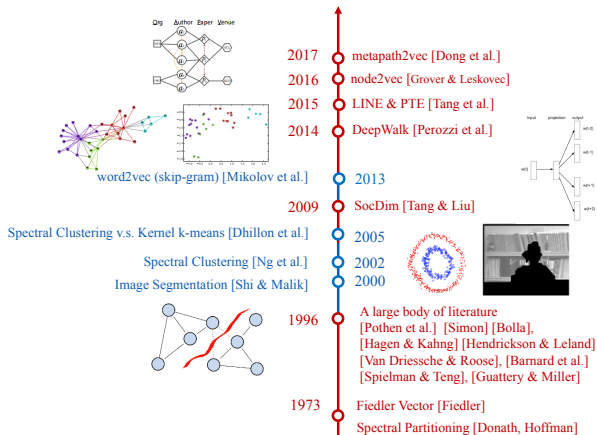 Org Author Paper Venue
2017 metapath2vec [Dong et al.]
2016 node2vec [Grover & Leskovec]
2015 LINE & PTE [Tang et al.]
2014 DeepWalk [Perozzi et al.]
Input projection output
w(t-2)
w(t-1)
w(t)
w(t+1)
w(t+2)
word2vec (skip-gram) [Mikolov et al.] 2013
2009 SocDim [Tang & Liu]
Spectral Clustering v.s. Kernel k-means [Dhillon et al.] 2005
Spectral Clustering [Ng et al.] 2002
Image Segmentation [Shi & Malik] 2000
1996 A large body of literature
[Pothen et al.] [Simon] [Bolla],
[Hagen & Kahng] [Hendrickson & Leland]
[Van Driessche & Roose], [Barnard et al.]
[Spielman & Teng], [Guattery & Miller]
1973 Fiedler Vector [Fiedler]
Spectral Partitioning [Donath, Hoffman]